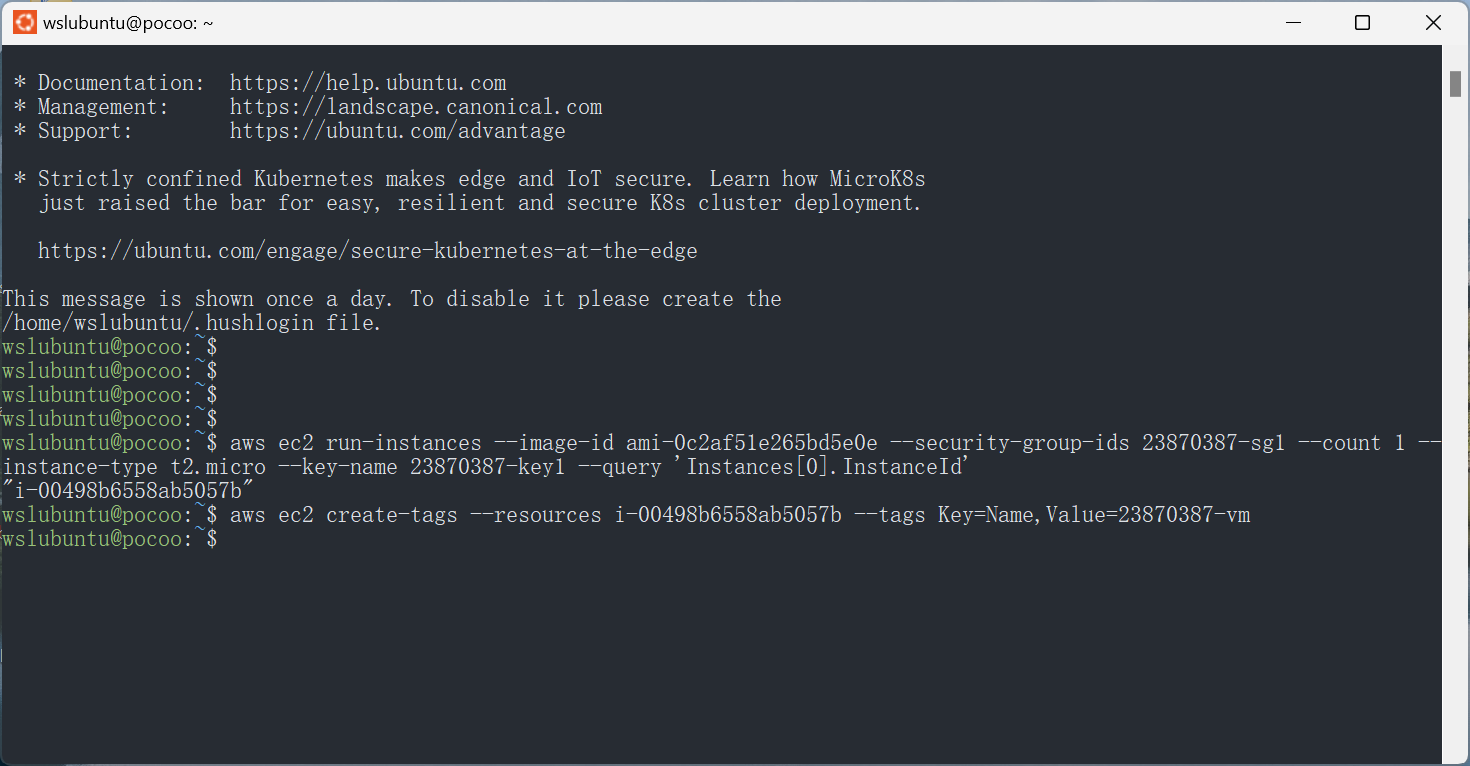 wslubuntu@pocoo: ~
* Documentation:  https://help.ubuntu.com
* Management:     https://landscape.canonical.com
* Support:        https://ubuntu.com/advantage
* Strictly confined Kubernetes makes edge and IoT secure. Learn how MicroK8s
just raised the bar for easy, resilient and secure K8s cluster deployment.
https://ubuntu.com/engage/secure-kubernetes-at-the-edge
This message is shown once a day. To disable it please create the
/home/wslubuntu/.hushlogin file.
wslubuntu@pocoo:~$
wslubuntu@pocoo:~$
wslubuntu@pocoo:~$
wslubuntu@pocoo:~$
wslubuntu@pocoo:~$ aws ec2 run-instances --image-id ami-0c2af51e265bd5e0e --security-group-ids 23870387-sg1 --count 1 --
instance-type t2.micro --key-name 23870387-key1 --query 'Instances[0].InstanceId'
"i-00498b6558ab5057b"
wslubuntu@pocoo:~$ aws ec2 create-tags --resources i-00498b6558ab5057b --tags Key=Name,Value=23870387-vm
wslubuntu@pocoo:~$